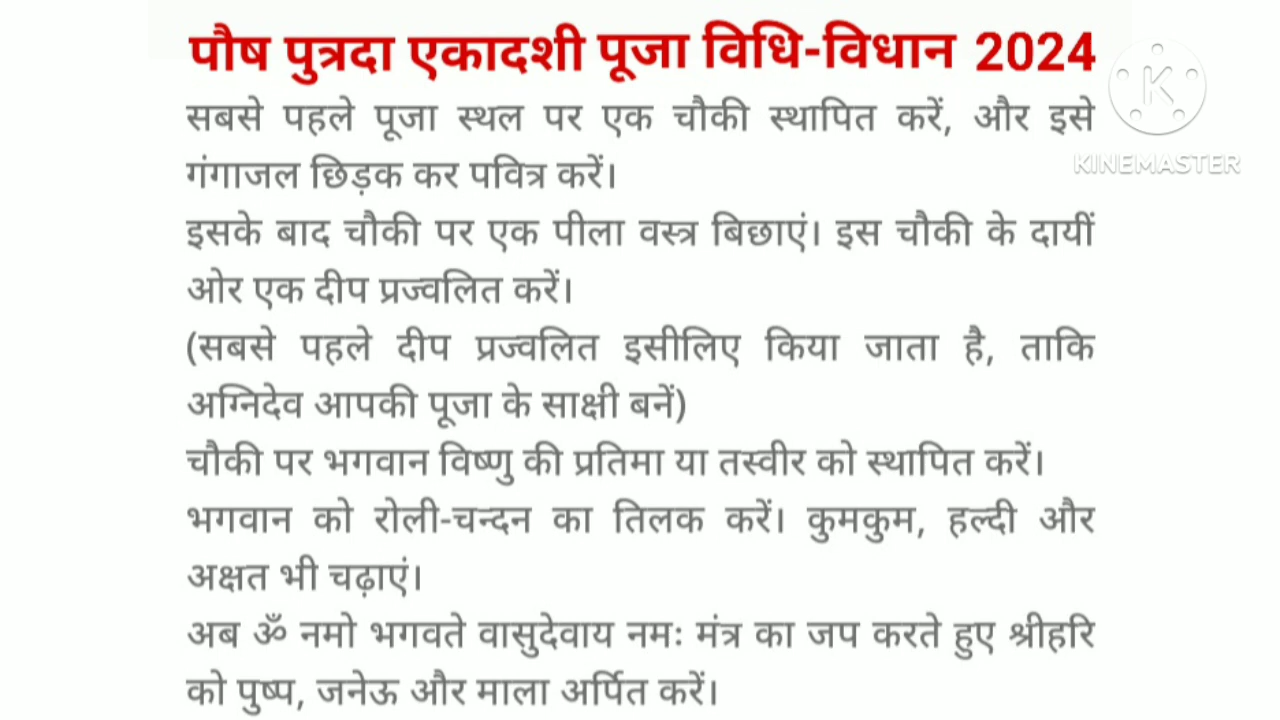 पौष पुत्रदा एकादशी पूजा विधि-विधान 2024
सबसे पहले पूजा स्थल पर एक चौकी स्थापित करें, और इसे
गंगाजल छिड़क कर पवित्र करें।
इसके बाद चौकी पर एक पीला वस्त्र बिछाएं। इस चौकी के दायीं
ओर एक दीप प्रज्वलित करें।
(सबसे पहले दीप प्रज्वलित इसीलिए किया जाता है, ताकि
अग्निदेव आपकी पूजा के साक्षी बनें)
चौकी पर भगवान विष्णु की प्रतिमा या तस्वीर को स्थापित करें।
भगवान को रोली-चन्दन का तिलक करें। कुमकुम, हल्दी और
अक्षत भी चढ़ाएं।
अब ॐ नमो भगवते वासुदेवाय नमः मंत्र का जप करते हुए श्रीहरि
को पुष्प, जनेऊ और माला अर्पित करें।
K
KINEMASTER